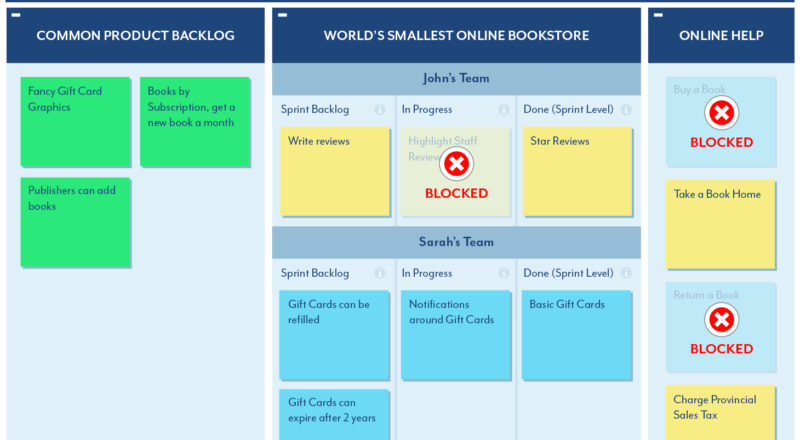 COMMON PRODUCT BACKLOG
Fancy Gift Card
Graphics
Books by
Subscription, get a
new book a month
Publishers can add
books
WORLD'S SMALLEST ONLINE BOOKSTORE
John's Team
Sprint Backlog
In Progress
Done (Sprint Level)
Write reviews
Highlight Staff
Review
BLOCKED
Star Reviews
Sarah's Team
Sprint Backlog
In Progress
Done (Sprint Level)
Gift Cards can be
refilled
Notifications
around Gift Cards
Basic Gift Cards
Gift Cards can
expire after 2 years
ONLINE HELP
Buy a Book
BLOCKED
Take a Book Home
Return a Book
BLOCKED
Charge Provincial
Sales Tax